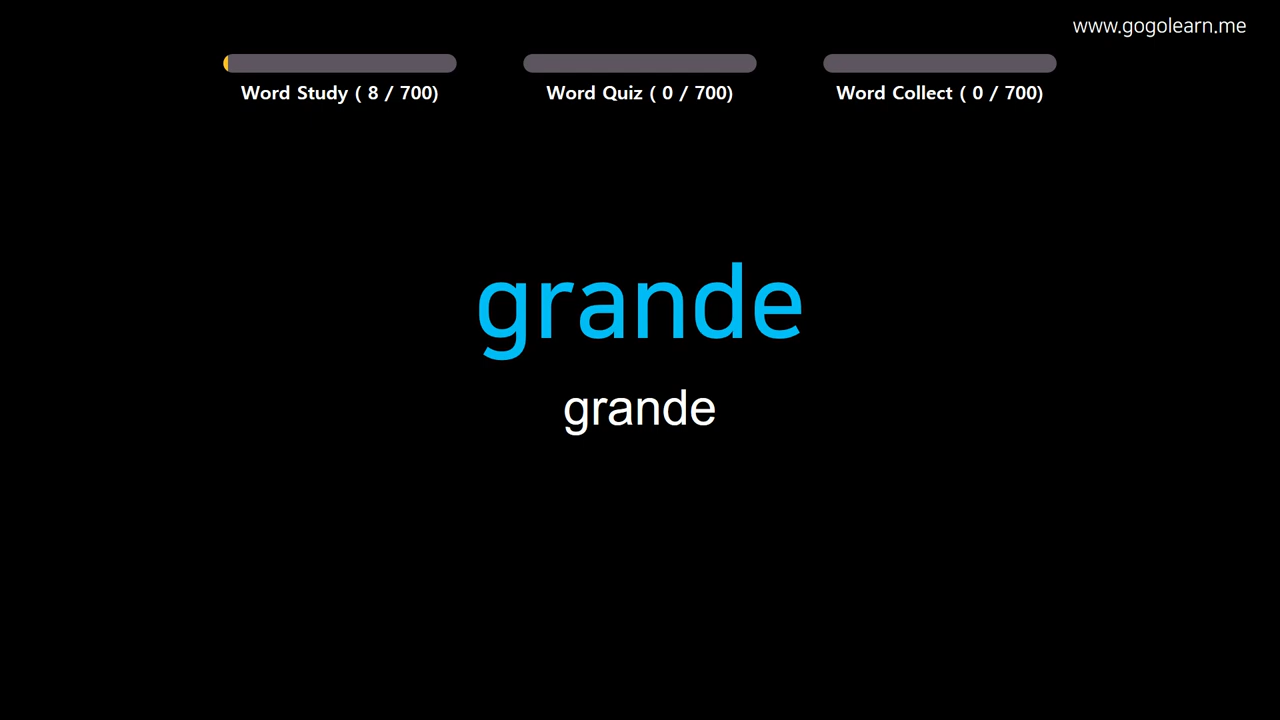 www.gogolearn.me
Word Study ( 8 / 700)
Word Quiz ( 0 / 700)
Word Collect ( 0 / 700)
grande
grande